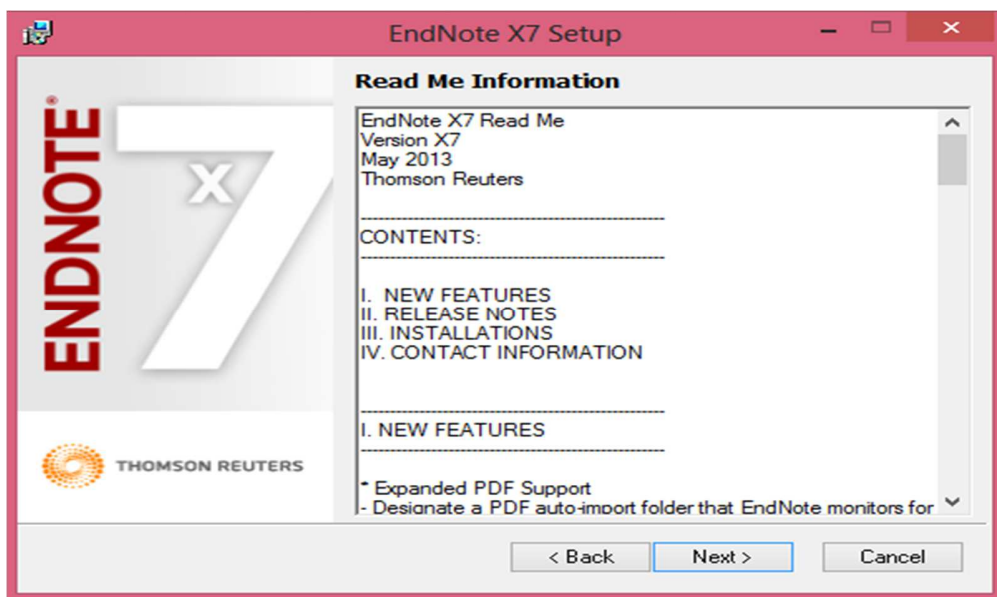 EndNote X7 Setup
ENDNOTE®
X7
THOMSON REUTERS
Read Me Information
EndNote X7 Read Me
Version X7
May 2013
Thomson Reuters
--------------------------------------------------------
CONTENTS:
--------------------------------------------------------
I. NEW FEATURES
II. RELEASE NOTES
III. INSTALLATIONS
IV. CONTACT INFORMATION
--------------------------------------------------------
I. NEW FEATURES
--------------------------------------------------------
* Expanded PDF Support
- Designate a PDF auto-import folder that EndNote monitors for
< Back
Next >
Cancel